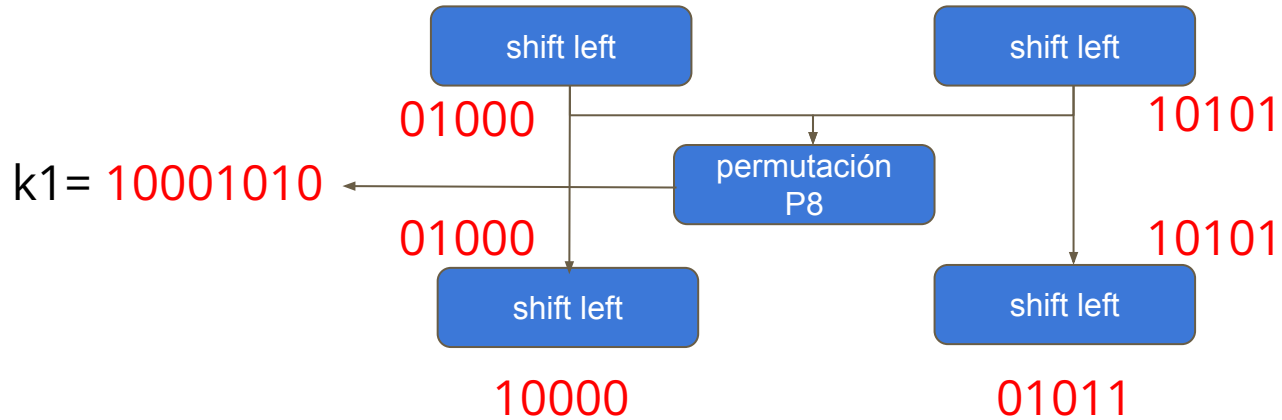 shift left
shift left
01000
10101
permutación
P8
k1= 10001010
01000
10101
shift left
shift left
10000
01011